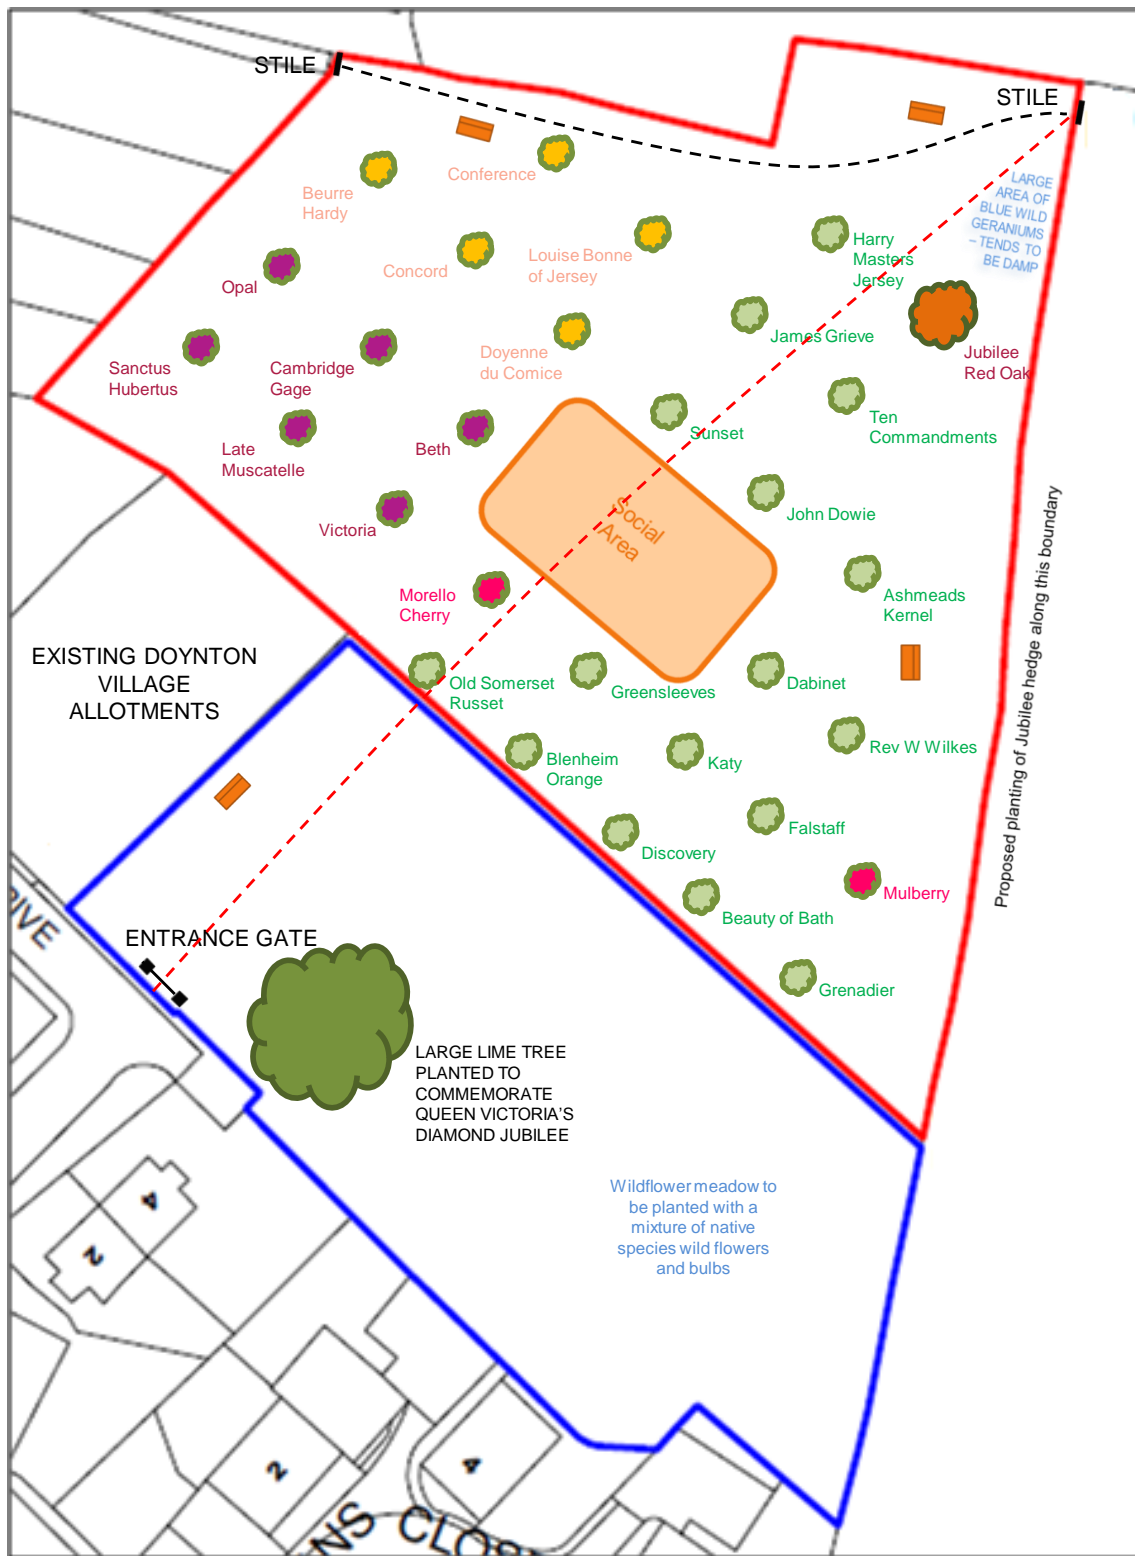 STILE
STILE
Conference
Beurre
Hardy
LARGE
AREA OF
BLUE WILD
GERANIUMS
– TENDS TO
BE DAMP
Harry
Masters
Jersey
Louise Bonne
of Jersey
Concord
Opal
James Grieve
Doyenne
du Comice
Jubilee
Red Oak
Sanctus
Hubertus
Cambridge
Gage
Ten
Commandments
Sunset
Late
Muscatelle
Beth
John Dowie
Social
Area
Victoria
Proposed planting of Jubilee hedge along this boundary
Morello
Cherry
Ashmeads
Kernel
EXISTING DOYNTON
VILLAGE
ALLOTMENTS
Old Somerset
Russet
Greensleeves
Dabinet
Blenheim
Orange
Katy
Rev W Wilkes
Falstaff
Discovery
Mulberry
Beauty of Bath
Grenadier
ENTRANCE GATE
LARGE LIME TREE
PLANTED TO
COMMEMORATE
QUEEN VICTORIA'S
DIAMOND JUBILEE
Wildflower meadow to
be planted with a
mixture of native
species wild flowers
and bulbs
4
2
2
4